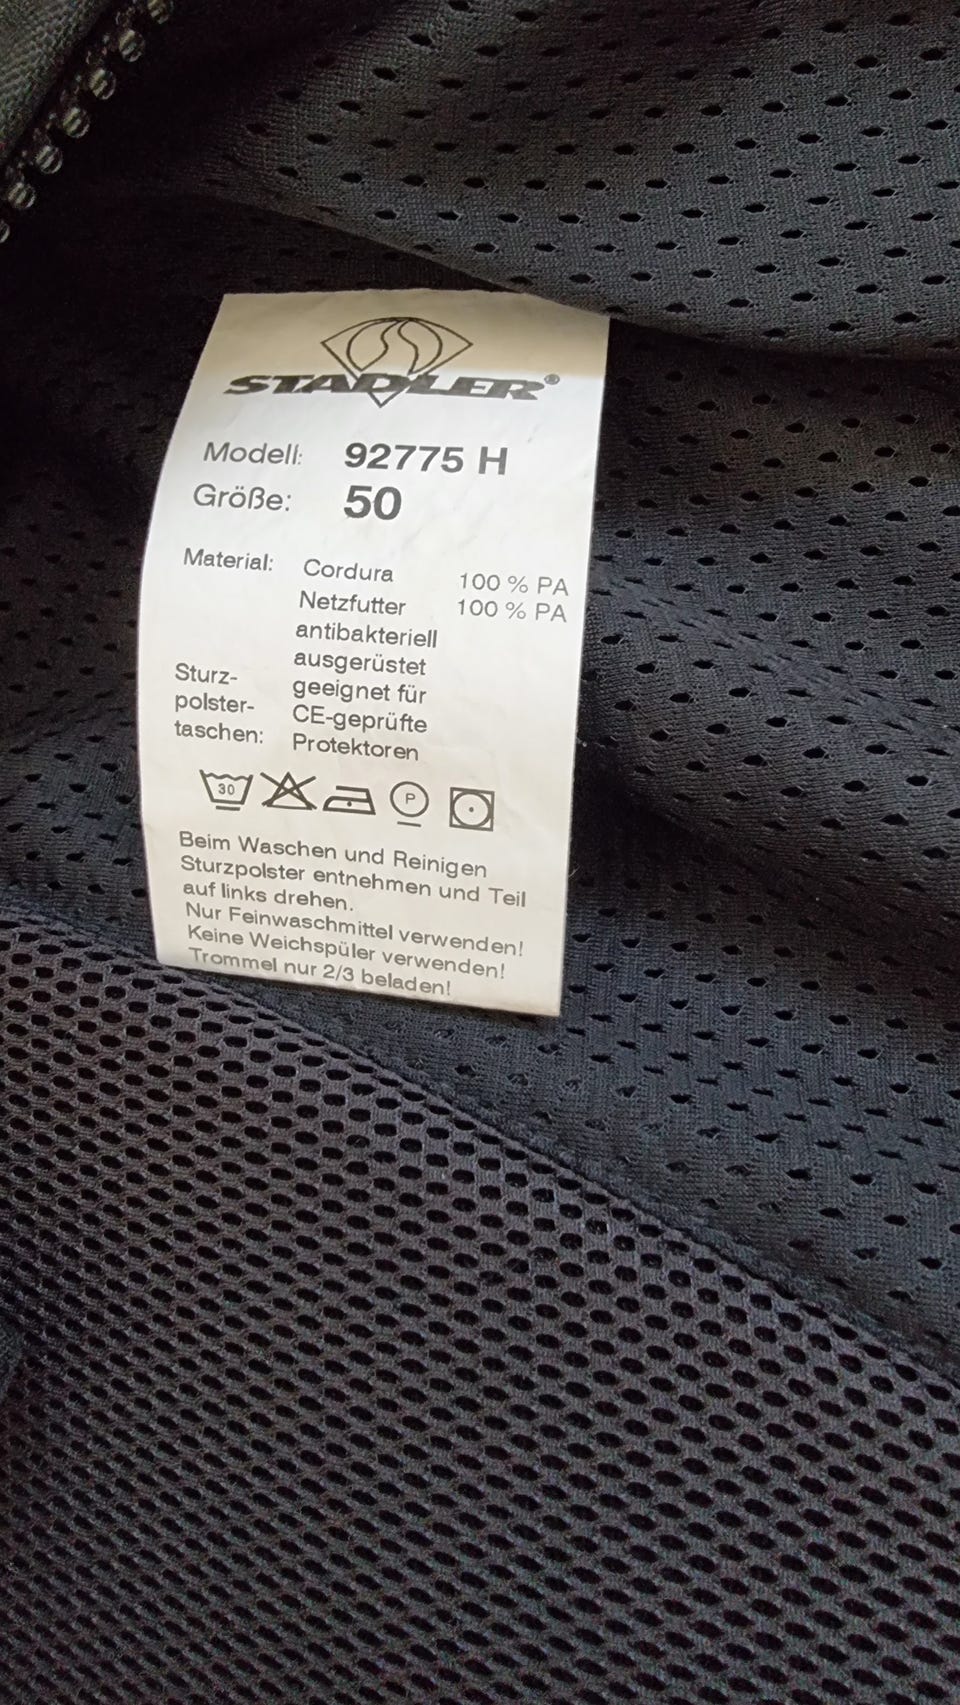 STADLER®
Modell: 92775 H
Größe: 50
Material: Cordura 100 % PA
Netzfutter 100 % PA
antibakteriell
ausgerüstet
Sturz- geeignet für
polster- CE-geprüfte
taschen: Protektoren
30 P
Beim Waschen und Reinigen
Sturzpolster entnehmen und Teil
auf links drehen.
Nur Feinwaschmittel verwenden!
Keine Weichspüler verwenden!
Trommel nur 2/3 beladen!